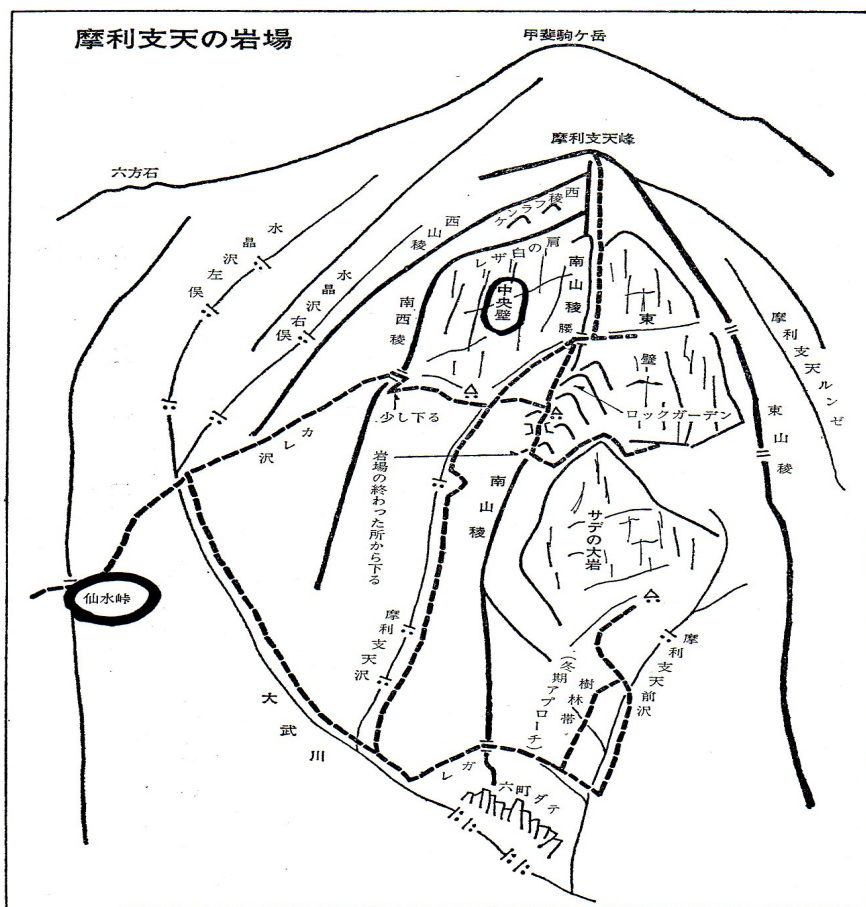 摩利支天の岩場
甲斐駒ケ岳
摩利支天峰
六方石
水晶沢左俣
水晶沢右俣
西山稜
西稜
ケンラフ
レザ白の肩
中央壁
南山稜
南西稜
腰
東壁
摩利支天ルンゼ
少し下る
ロックガーデン
カレ沢
東山稜
岩場の終わった所から下る
南山稜
サデの大岩
仙水峠
摩利支天沢
摩利支天前沢
樹林帯
(冬期アプローチ)
大武川
ガレ
六町ダテ